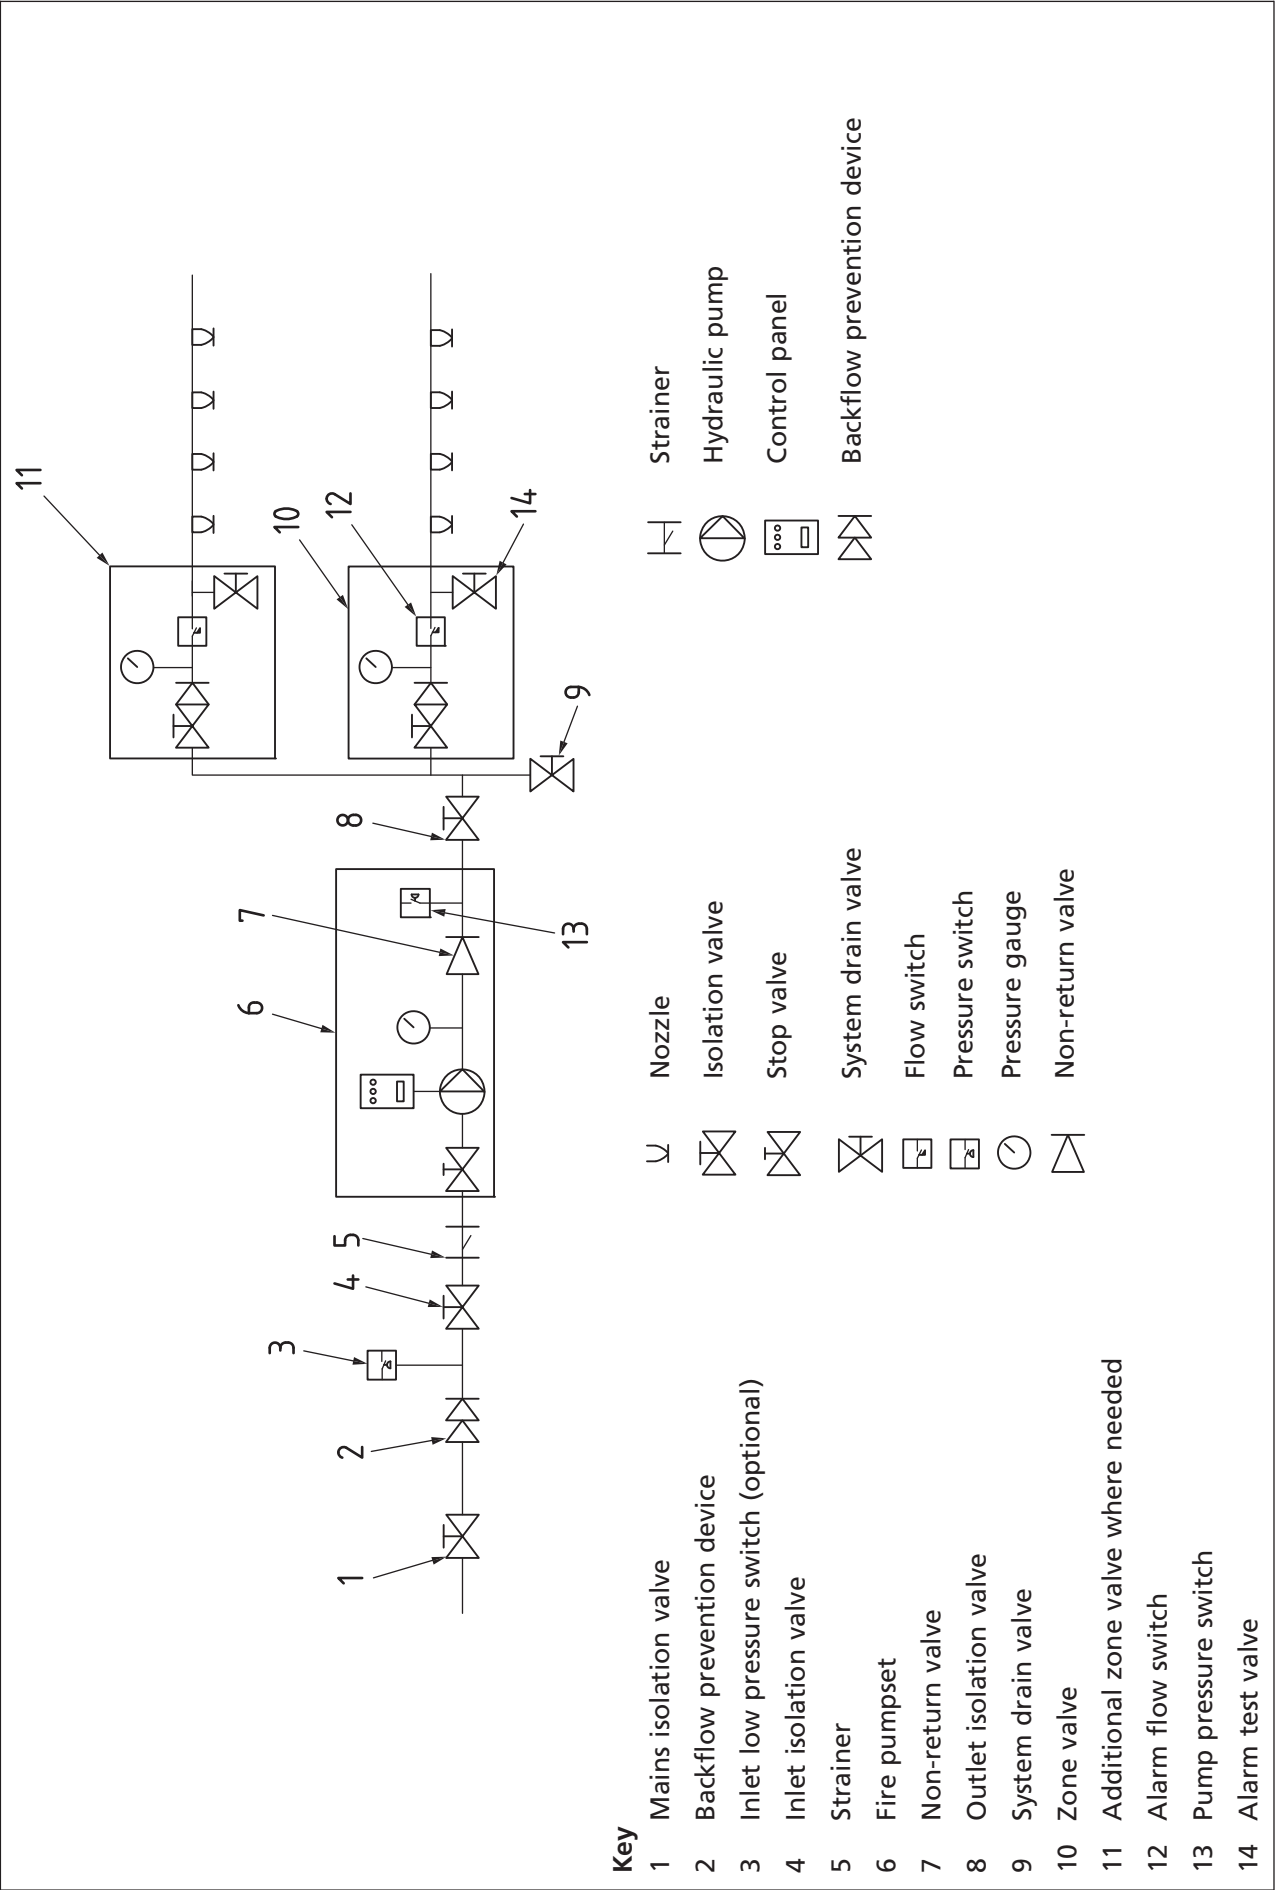 11
10
12
14
9
8
7
13
6
5
4
3
2
1
Key
1 Mains isolation valve
2 Backflow prevention device
3 Inlet low pressure switch (optional)
4 Inlet isolation valve
5 Strainer
6 Fire pumpset
7 Non-return valve
8 Outlet isolation valve
9 System drain valve
10 Zone valve
11 Additional zone valve where needed
12 Alarm flow switch
13 Pump pressure switch
14 Alarm test valve
Nozzle
Isolation valve
Stop valve
System drain valve
Flow switch
Pressure switch
Pressure gauge
Non-return valve
Strainer
Hydraulic pump
Control panel
Backflow prevention device